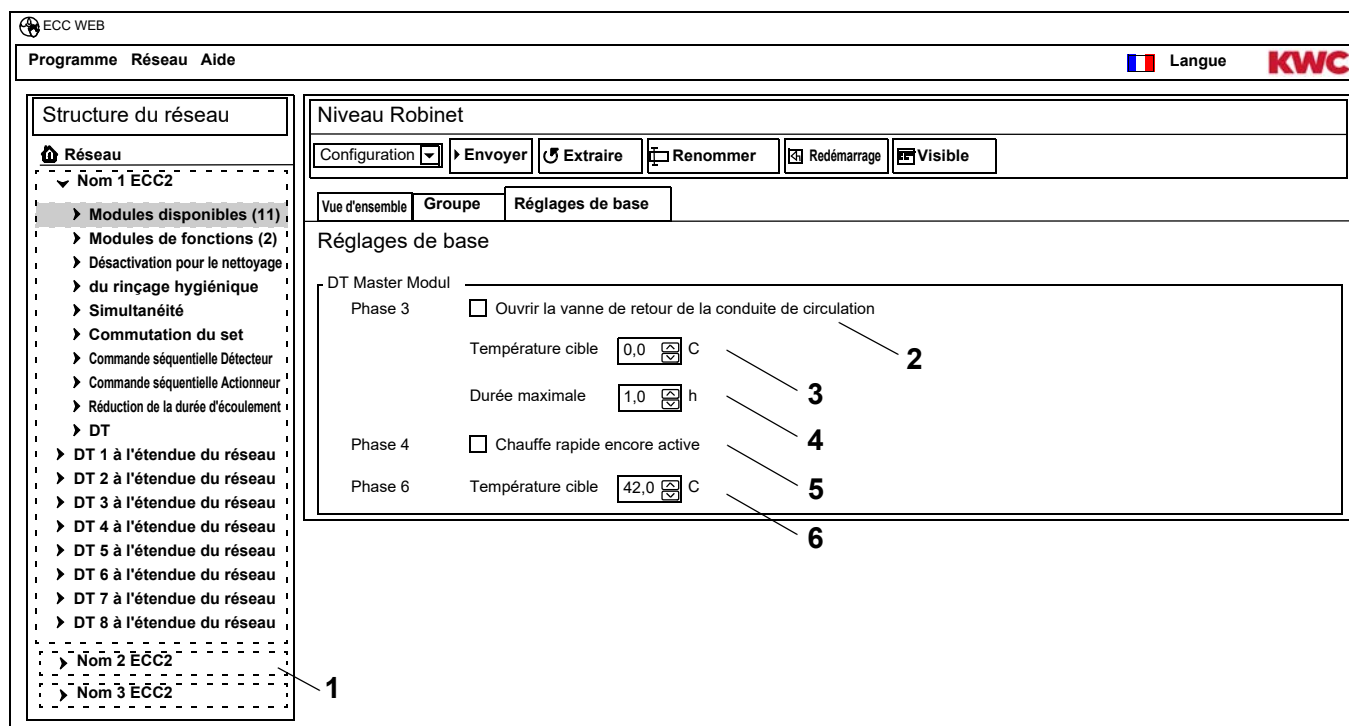 ECC WEB
Programme Réseau Aide
Langue
KWC
Structure du réseau
Réseau
Nom 1 ECC2
Modules disponibles (11)
Modules de fonctions (2)
Désactivation pour le nettoyage
du rinçage hygiénique
Simultanéité
Commutation du set
Commande séquentielle Détecteur
Commande séquentielle Actionneur
Réduction de la durée d'écoulement
DT
DT 1 à l'étendue du réseau
DT 2 à l'étendue du réseau
DT 3 à l'étendue du réseau
DT 4 à l'étendue du réseau
DT 5 à l'étendue du réseau
DT 6 à l'étendue du réseau
DT 7 à l'étendue du réseau
DT 8 à l'étendue du réseau
Nom 2 ECC2
Nom 3 ECC2
1
Niveau Robinet
Configuration Envoyer Extraire Renommer Redémarrage Visible
Vue d'ensemble Groupe Réglages de base
Réglages de base
DT Master Modul
Phase 3 Ouvrir la vanne de retour de la conduite de circulation
2
Température cible 0,0 C
3
Durée maximale 1,0 h
4
Phase 4 Chauffe rapide encore active
5
Phase 6 Température cible 42,0 C
6